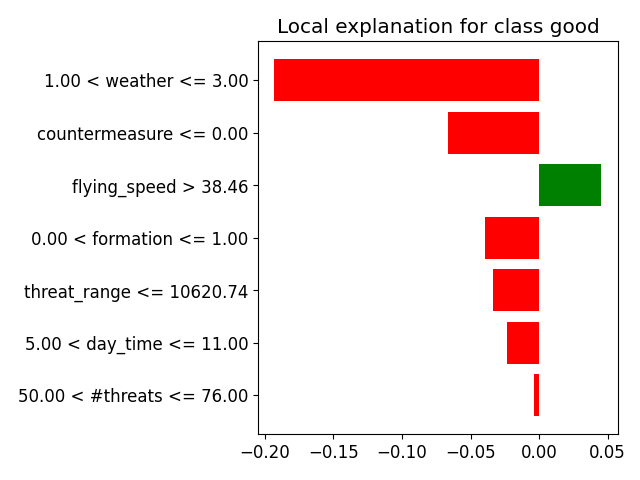 Local explanation for class good
1.00 < weather <= 3.00
countermeasure <= 0.00
flying_speed > 38.46
0.00 < formation <= 1.00
threat_range <= 10620.74
5.00 < day_time <= 11.00
50.00 < #threats <= 76.00
−0.20 −0.15 −0.10 −0.05 0.00 0.05